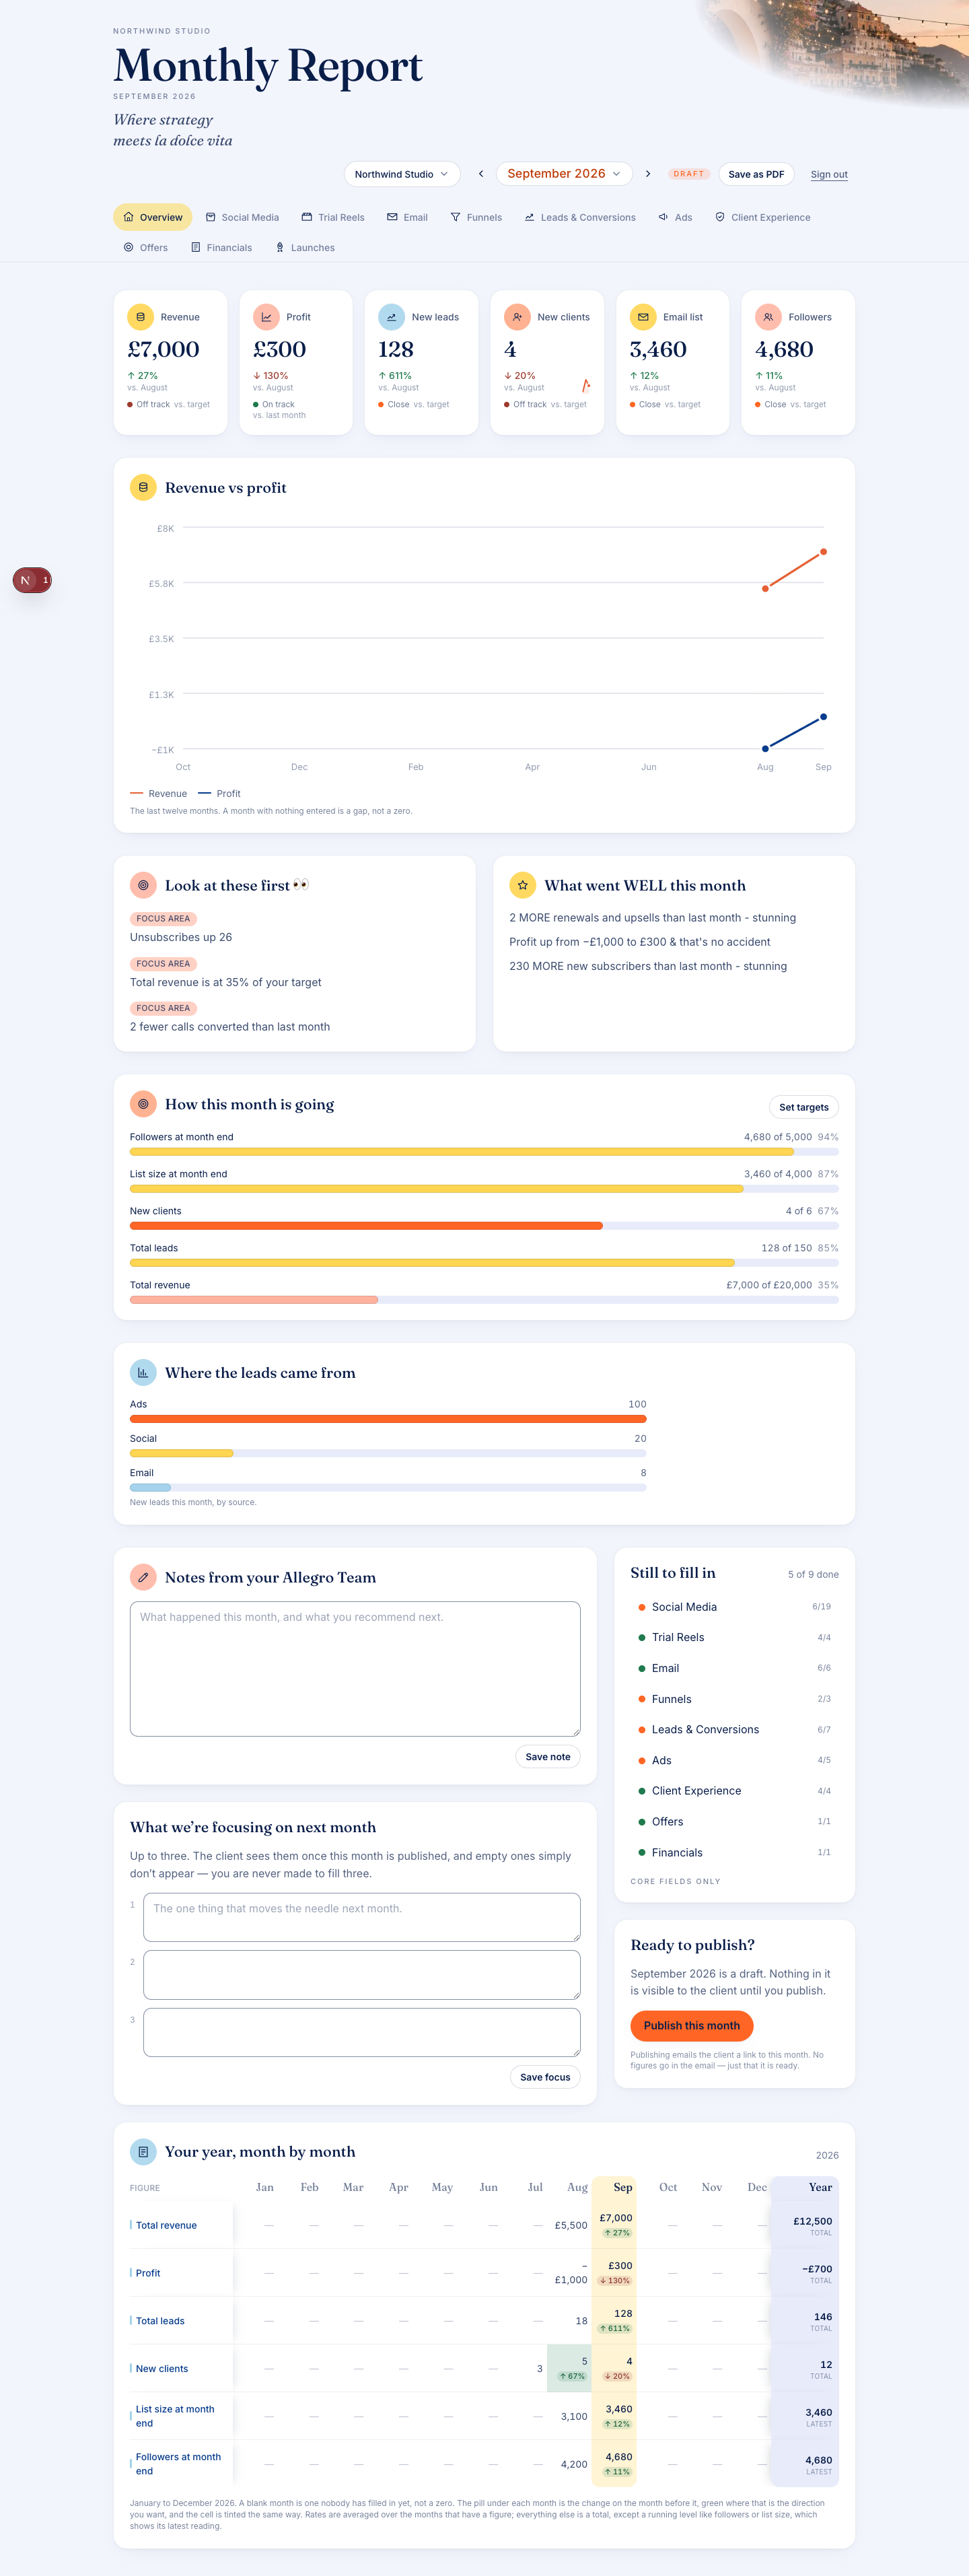 NORTHWIND STUDIO
Monthly Report
SEPTEMBER 2026
Where strategy
meets la dolce vita
Northwind Studio
September 2026
DRAFT
Save as PDF
Sign out
Overview
Social Media
Trial Reels
Email
Funnels
Leads & Conversions
Ads
Client Experience
Offers
Financials
Launches
Revenue
£7,000
↑ 27%
vs. August
Off track vs. target
Profit
£300
↓ 130%
vs. August
On track
vs. last month
New leads
128
↑ 611%
vs. August
Close vs. target
New clients
4
↓ 20%
vs. August
Off track vs. target
Email list
3,460
↑ 12%
vs. August
Close vs. target
Followers
4,680
↑ 11%
vs. August
Close vs. target
N 1
Revenue vs profit
£8K
£5.8K
£3.5K
£1.3K
−£1K
Oct Dec Feb Apr Jun Aug Sep
Revenue Profit
The last twelve months. A month with nothing entered is a gap, not a zero.
Look at these first 👀
FOCUS AREA
Unsubscribes up 26
FOCUS AREA
Total revenue is at 35% of your target
FOCUS AREA
2 fewer calls converted than last month
What went WELL this month
2 MORE renewals and upsells than last month - stunning
Profit up from −£1,000 to £300 & that's no accident
230 MORE new subscribers than last month - stunning
How this month is going
Set targets
Followers at month end 4,680 of 5,000 94%
List size at month end 3,460 of 4,000 87%
New clients 4 of 6 67%
Total leads 128 of 150 85%
Total revenue £7,000 of £20,000 35%
Where the leads came from
Ads 100
Social 20
Email 8
New leads this month, by source.
Notes from your Allegro Team
What happened this month, and what you recommend next.
Save note
What we’re focusing on next month
Up to three. The client sees them once this month is published, and empty ones simply
don’t appear — you are never made to fill three.
1 The one thing that moves the needle next month.
2
3
Save focus
Still to fill in 5 of 9 done
Social Media 6/19
Trial Reels 4/4
Email 6/6
Funnels 2/3
Leads & Conversions 6/7
Ads 4/5
Client Experience 4/4
Offers 1/1
Financials 1/1
CORE FIELDS ONLY
Ready to publish?
September 2026 is a draft. Nothing in it
is visible to the client until you publish.
Publish this month
Publishing emails the client a link to this month. No
figures go in the email — just that it is ready.
Your year, month by month 2026
FIGURE Jan Feb Mar Apr May Jun Jul Aug Sep Oct Nov Dec Year
Total revenue — — — — — — — £5,500 £7,000 ↑ 27% — — — £12,500 TOTAL
Profit — — — — — — — −£1,000 £300 ↓ 130% — — — −£700 TOTAL
Total leads — — — — — — — 18 128 ↑ 611% — — — 146 TOTAL
New clients — — — — — — 3 5 ↑ 67% 4 ↓ 20% — — — 12 TOTAL
List size at month end — — — — — — — 3,100 3,460 ↑ 12% — — — 3,460 LATEST
Followers at month end — — — — — — — 4,200 4,680 ↑ 11% — — — 4,680 LATEST
January to December 2026. A blank month is one nobody has filled in yet, not a zero. The pill under each month is the change on the month before it, green where that is the direction
you want, and the cell is tinted the same way. Rates are averaged over the months that have a figure; everything else is a total, except a running level like followers or list size, which
shows its latest reading.